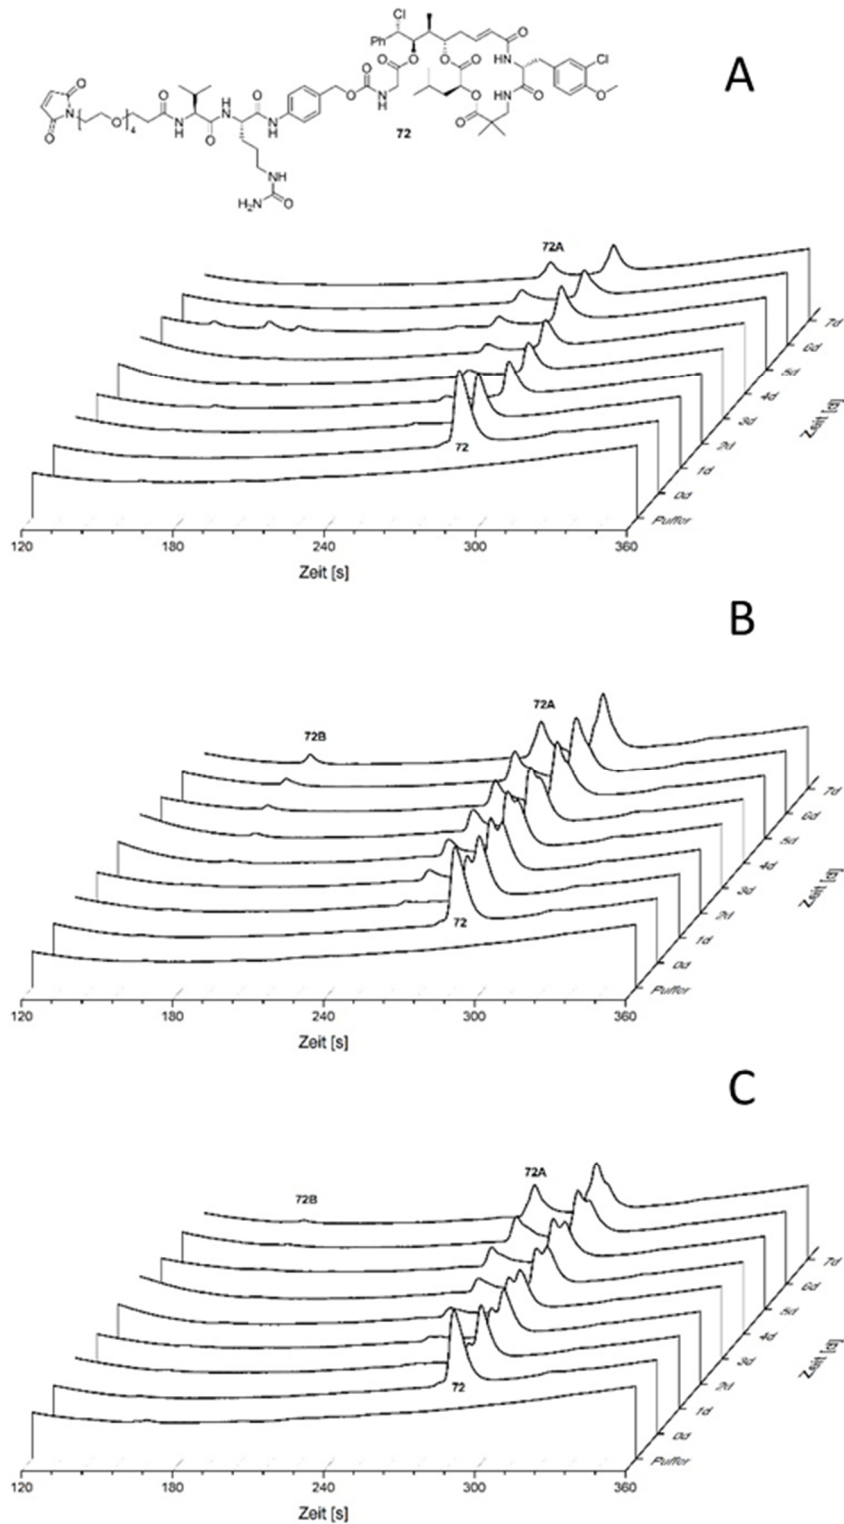 A
Cl
Ph
O
O
O
O
O
HN
Cl
O
O
O
O
O
HN
O
N
O
O
4
O
N
H
H
N
O
O
N
H
O
O
N
H
O
72
NH
H₂N
O
72A
72
7d
6d
5d
4d
3d
2d
1d
0d
Puffer
Zeit [d]
120
180
240
300
360
Zeit [s]
B
72B
72A
72
7d
6d
5d
4d
3d
2d
1d
0d
Puffer
Zeit [d]
120
180
240
300
360
Zeit [s]
C
72B
72A
72
7d
6d
5d
4d
3d
2d
1d
0d
Puffer
Zeit [d]
120
180
240
300
360
Zeit [s]